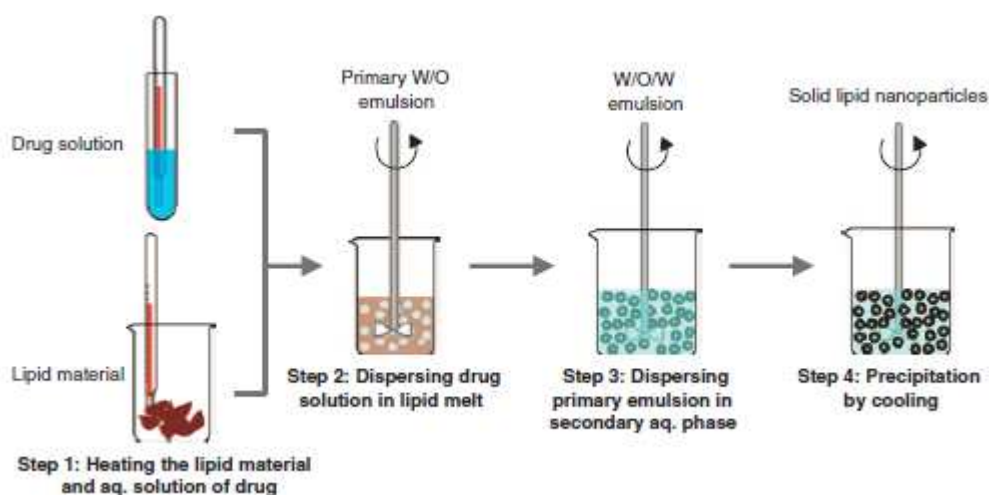 Drug solution
Lipid material
Step 1: Heating the lipid material
and aq. solution of drug
Primary W/O
emulsion
Step 2: Dispersing drug
solution in lipid melt
W/O/W
emulsion
Step 3: Dispersing
primary emulsion in
secondary aq. phase
Solid lipid nanoparticles
Step 4: Precipitation
by cooling